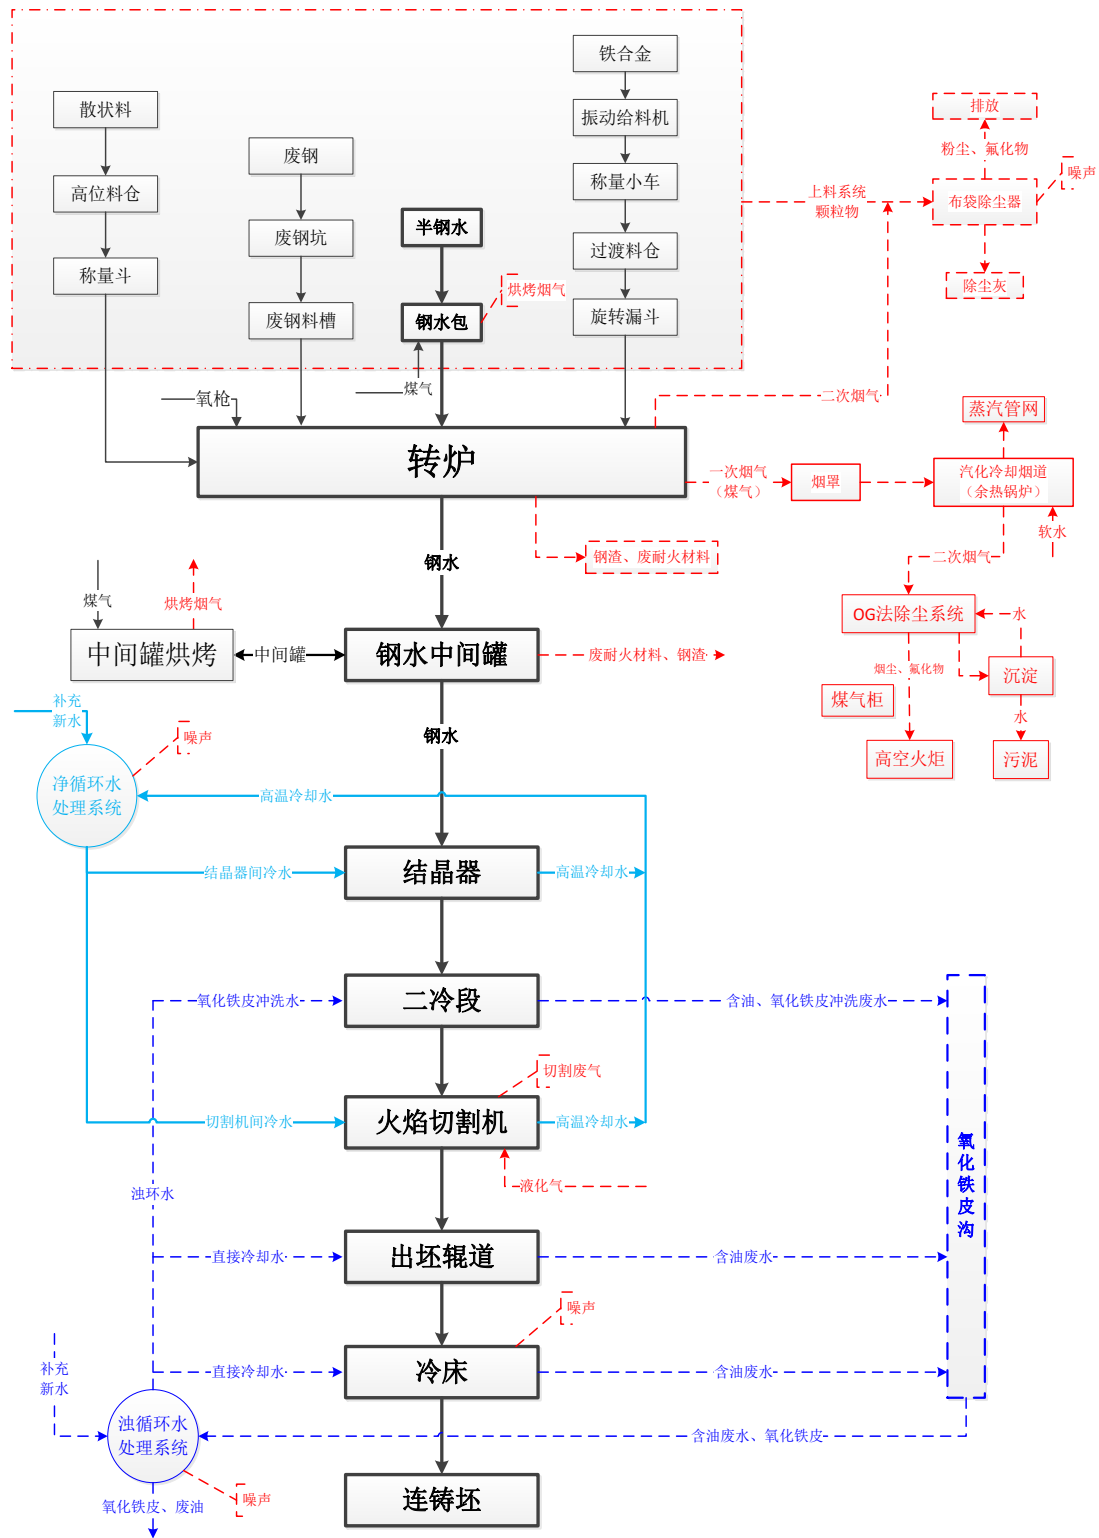 铁合金
散状料
振动给料机
排放
粉尘、氟化物
废钢
噪声
高位料仓
称量小车
上料系统
颗粒物
布袋除尘器
半钢水
废钢坑
过渡料仓
称量斗
烘烤烟气
除尘灰
废钢料槽
钢水包
旋转漏斗
煤气
氧枪
二次烟气
蒸汽管网
转炉
一次烟气
（煤气）
烟罩
汽化冷却烟道
（余热锅炉）
软水
钢水
钢渣、废耐火材料
二次烟气
煤气
烘烤烟气
OG法除尘系统
水
中间罐烘烤
中间罐
钢水中间罐
废耐火材料、钢渣
烟尘、氟化物
沉淀
煤气柜
水
补充
新水
钢水
噪声
高空火炬
污泥
净循环水
处理系统
高温冷却水
结晶器间冷水
结晶器
高温冷却水
氧化铁皮冲洗水
二冷段
含油、氧化铁皮冲洗废水
切割废气
切割机间冷水
火焰切割机
高温冷却水
氧化铁皮沟
浊环水
液化气
直接冷却水
出坯辊道
含油废水
噪声
补充
新水
直接冷却水
冷床
含油废水
浊循环水
处理系统
含油废水、氧化铁皮
噪声
连铸坯
氧化铁皮、废油